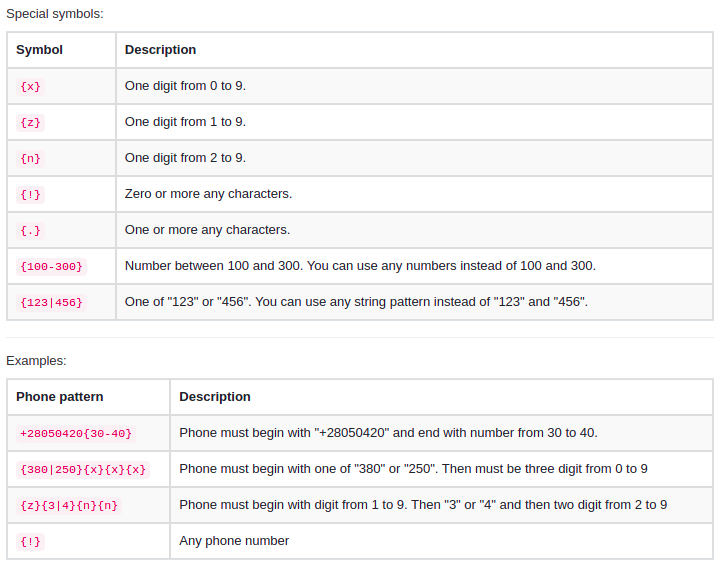 Special symbols:
Symbol Description
{x} One digit from 0 to 9.
{z} One digit from 1 to 9.
{n} One digit from 2 to 9.
{!} Zero or more any characters.
{.} One or more any characters.
{100-300} Number between 100 and 300. You can use any numbers instead of 100 and 300.
{123|456} One of "123" or "456". You can use any string pattern instead of "123" and "456".
Examples:
Phone pattern Description
+28050420{30-40} Phone must begin with "+28050420" and end with number from 30 to 40.
{380|250}{x}{x}{x} Phone must begin with one of "380" or "250". Then must be three digit from 0 to 9
{z}{3|4}{n}{n} Phone must begin with digit from 1 to 9. Then "3" or "4" and then two digit from 2 to 9
{!} Any phone number